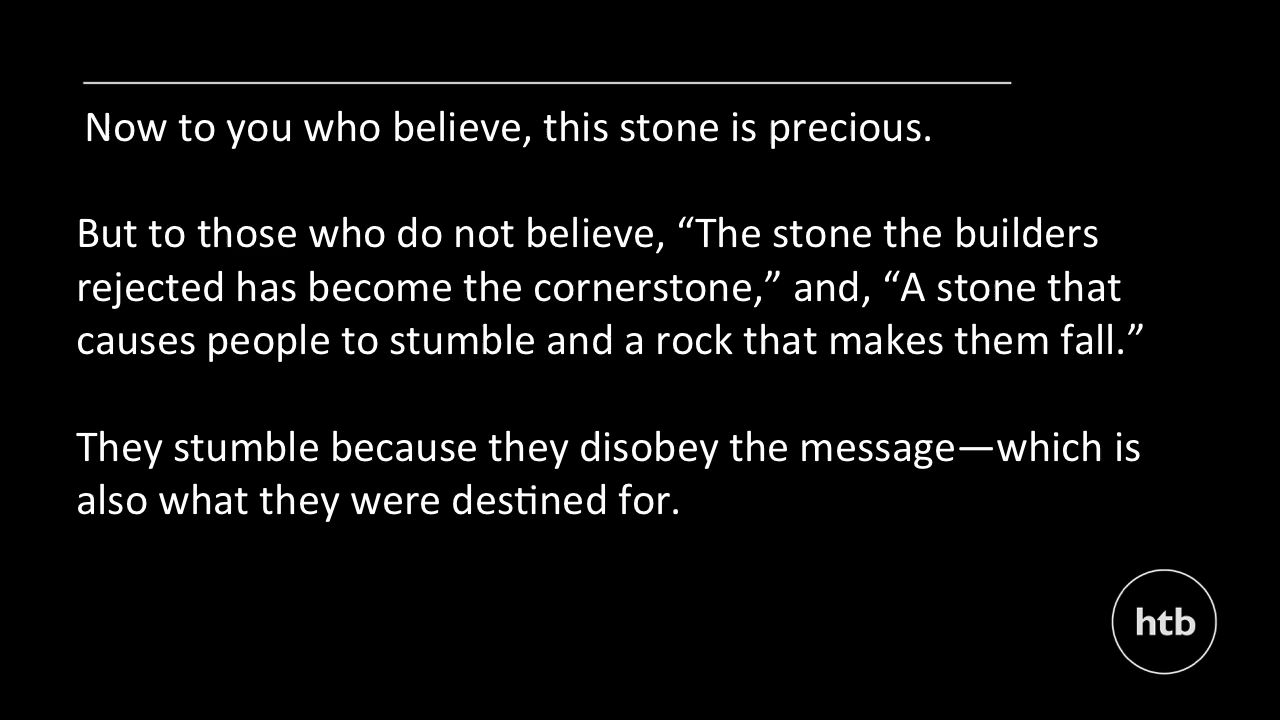 Now to you who believe, this stone is precious.
But to those who do not believe, “The stone the builders
rejected has become the cornerstone,” and, “A stone that
causes people to stumble and a rock that makes them fall.”
They stumble because they disobey the message—which is
also what they were destined for.
htb